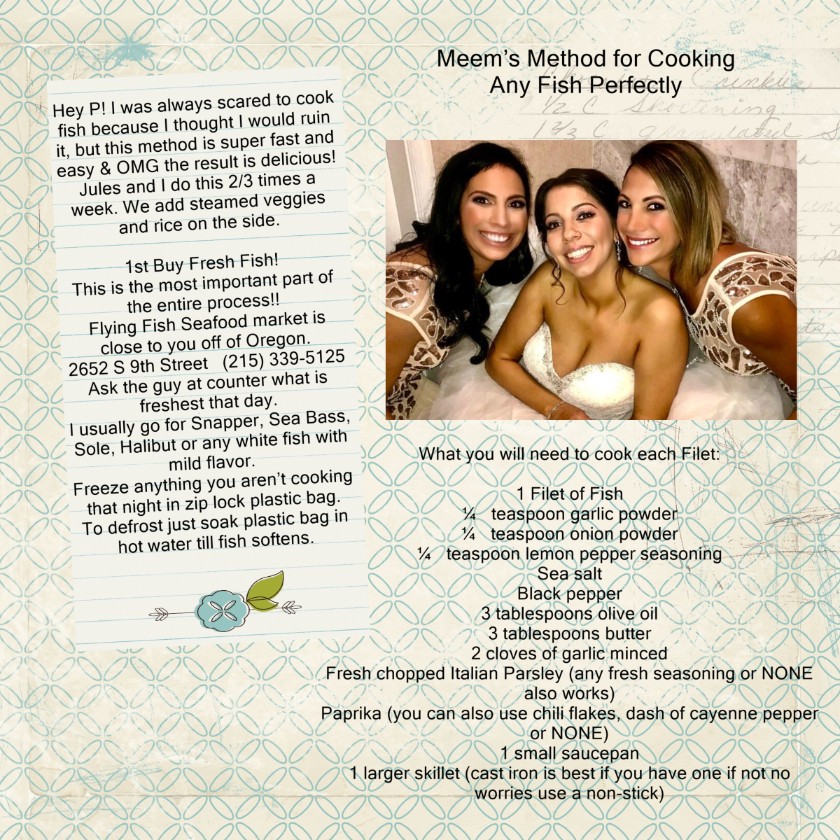 Meem's Method for Cooking
Any Fish Perfectly
Hey P! I was always scared to cook
fish because I thought I would ruin
it, but this method is super fast and
easy & OMG the result is delicious!
Jules and I do this 2/3 times a
week. We add steamed veggies
and rice on the side.
1st Buy Fresh Fish!
This is the most important part of
the entire process!!
Flying Fish Seafood market is
close to you off of Oregon.
2652 S 9th Street (215) 339-5125
Ask the guy at counter what is
freshest that day.
I usually go for Snapper, Sea Bass,
Sole, Halibut or any white fish with
mild flavor.
Freeze anything you aren't cooking
that night in zip lock plastic bag.
To defrost just soak plastic bag in
hot water till fish softens.
What you will need to cook each Filet:
1 Filet of Fish
¼ teaspoon garlic powder
¼ teaspoon onion powder
¼ teaspoon lemon pepper seasoning
Sea salt
Black pepper
3 tablespoons olive oil
3 tablespoons butter
2 cloves of garlic minced
Fresh chopped Italian Parsley (any fresh seasoning or NONE
also works)
Paprika (you can also use chili flakes, dash of cayenne pepper
or NONE)
1 small saucepan
1 larger skillet (cast iron is best if you have one if not no
worries use a non-stick)
½ C Shortening